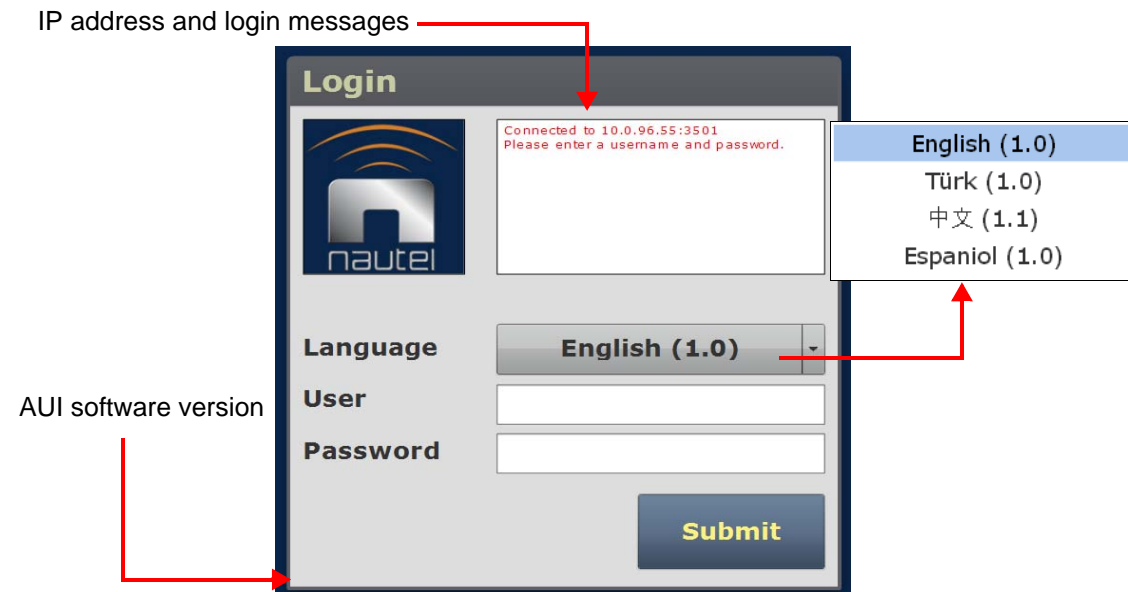 IP address and login messages
Login
Connected to 10.0.96.55:3501
Please enter a username and password.
nautel
English (1.0)
Türk (1.0)
中文 (1.1)
Espaniol (1.0)
Language
English (1.0)
User
AUI software version
Password
Submit